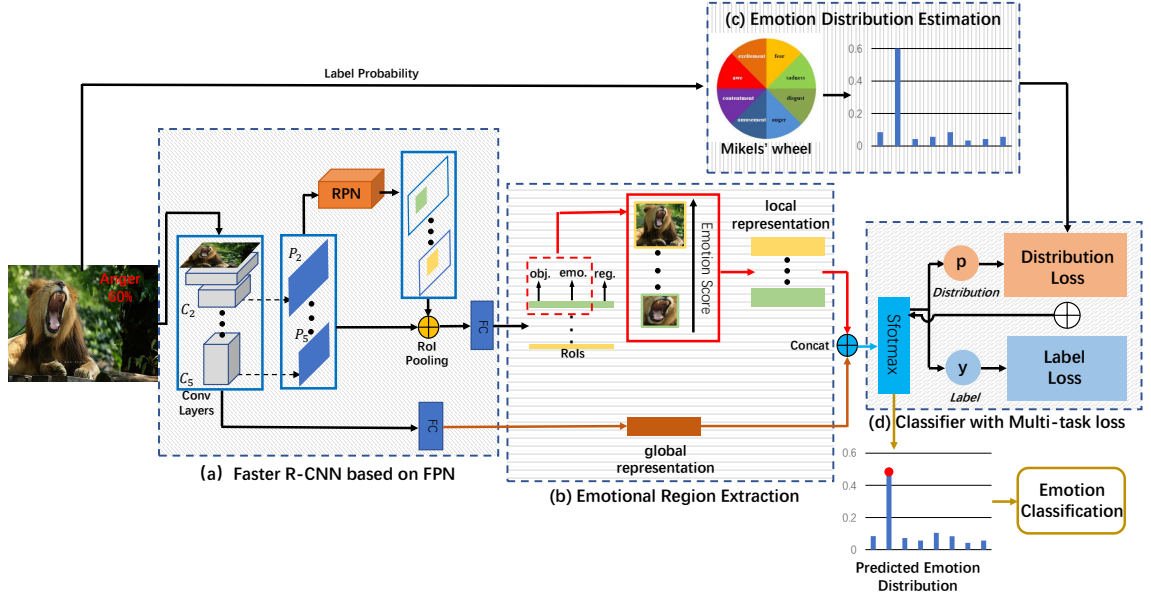 (c) Emotion Distribution Estimation
excitement
fear
awe
sadness
contentment
disgust
amusement
anger
Mikels' wheel
0.6
0.4
0.2
0
Label Probability
Anger
60%
RPN
C2
C5
P2
P5
Conv
Layers
RoI
Pooling
FC
FC
(a) Faster R-CNN based on FPN
obj.
emo.
reg.
RoIs
Emotion Score
local
representation
global
representation
(b) Emotional Region Extraction
Concat
Sfotmax
p
Distribution
Distribution
Loss
y
Label
Label
Loss
(d) Classifier with Multi-task loss
0.6
0.4
0.2
0
Predicted Emotion
Distribution
Emotion
Classification